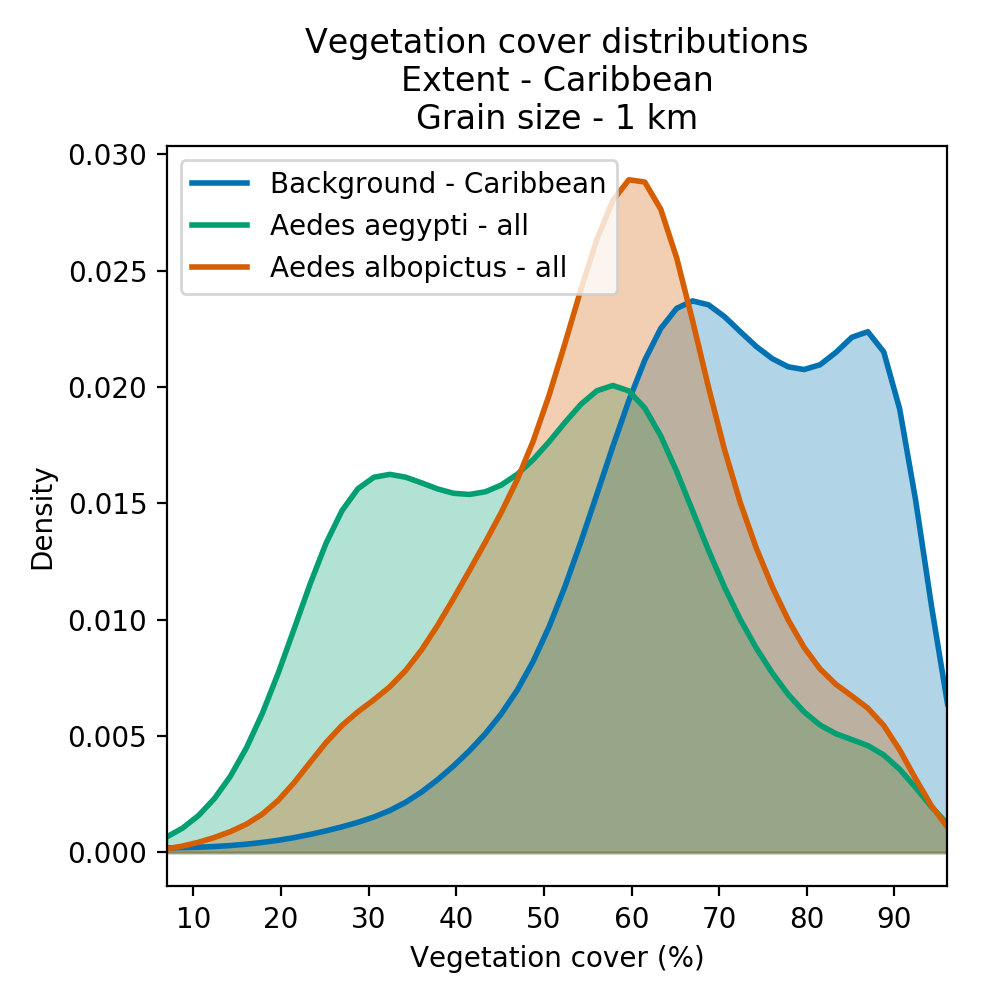 Vegetation cover distributions
Extent - Caribbean
Grain size - 1 km
Background - Caribbean
Aedes aegypti - all
Aedes albopictus - all
0.030
0.025
0.020
0.015
0.010
0.005
0.000
Density
10 20 30 40 50 60 70 80 90
Vegetation cover (%)